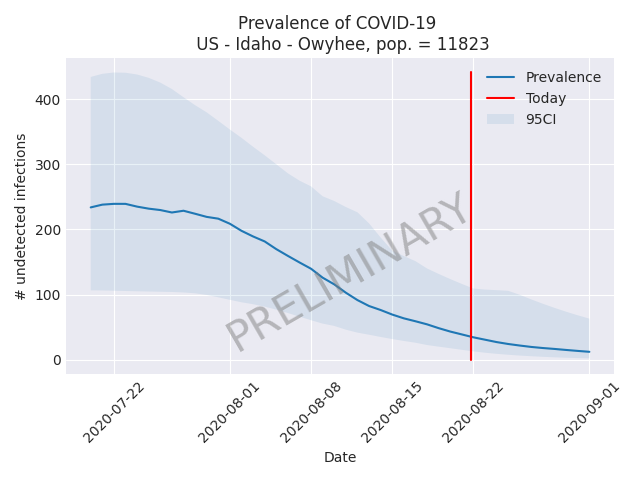 Prevalence of COVID-19
US - Idaho - Owyhee, pop. = 11823
Prevalence
Today
95CI
# undetected infections
400
300
200
100
0
PRELIMINARY
2020-07-22
2020-08-01
2020-08-08
2020-08-15
2020-08-22
2020-09-01
Date